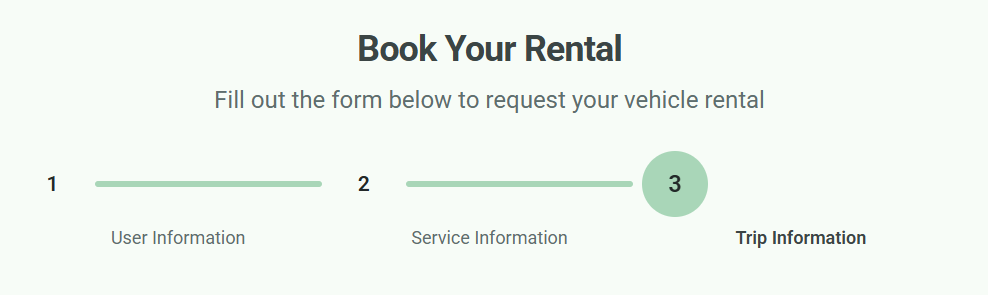 Book Your Rental
Fill out the form below to request your vehicle rental
1 2 3
User Information Service Information Trip Information